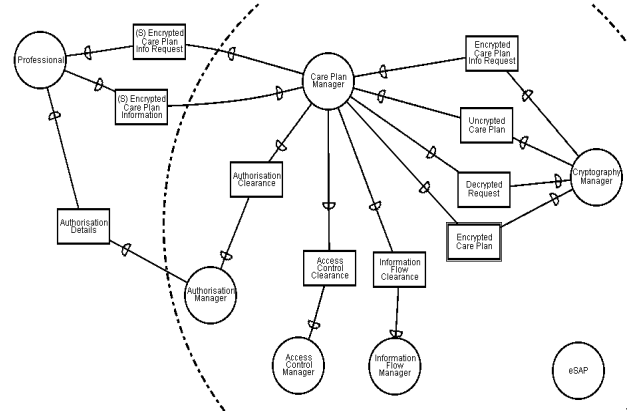 (S) Encrypted
Care Plan
Info Request
Encrypted
Care Plan
Info Request
Professional
Care Plan
Manager
(S) Encrypted
Care Plan
Information
Uncrypted
Care Plan
Authorisation
Clearance
Decrypted
Request
Cryptography
Manager
Authorisation
Details
Encrypted
Care Plan
Access
Control
Clearance
Information
Flow
Clearance
Authorisation
Manager
Access
Control
Manager
Information
Flow
Manager
eSAP